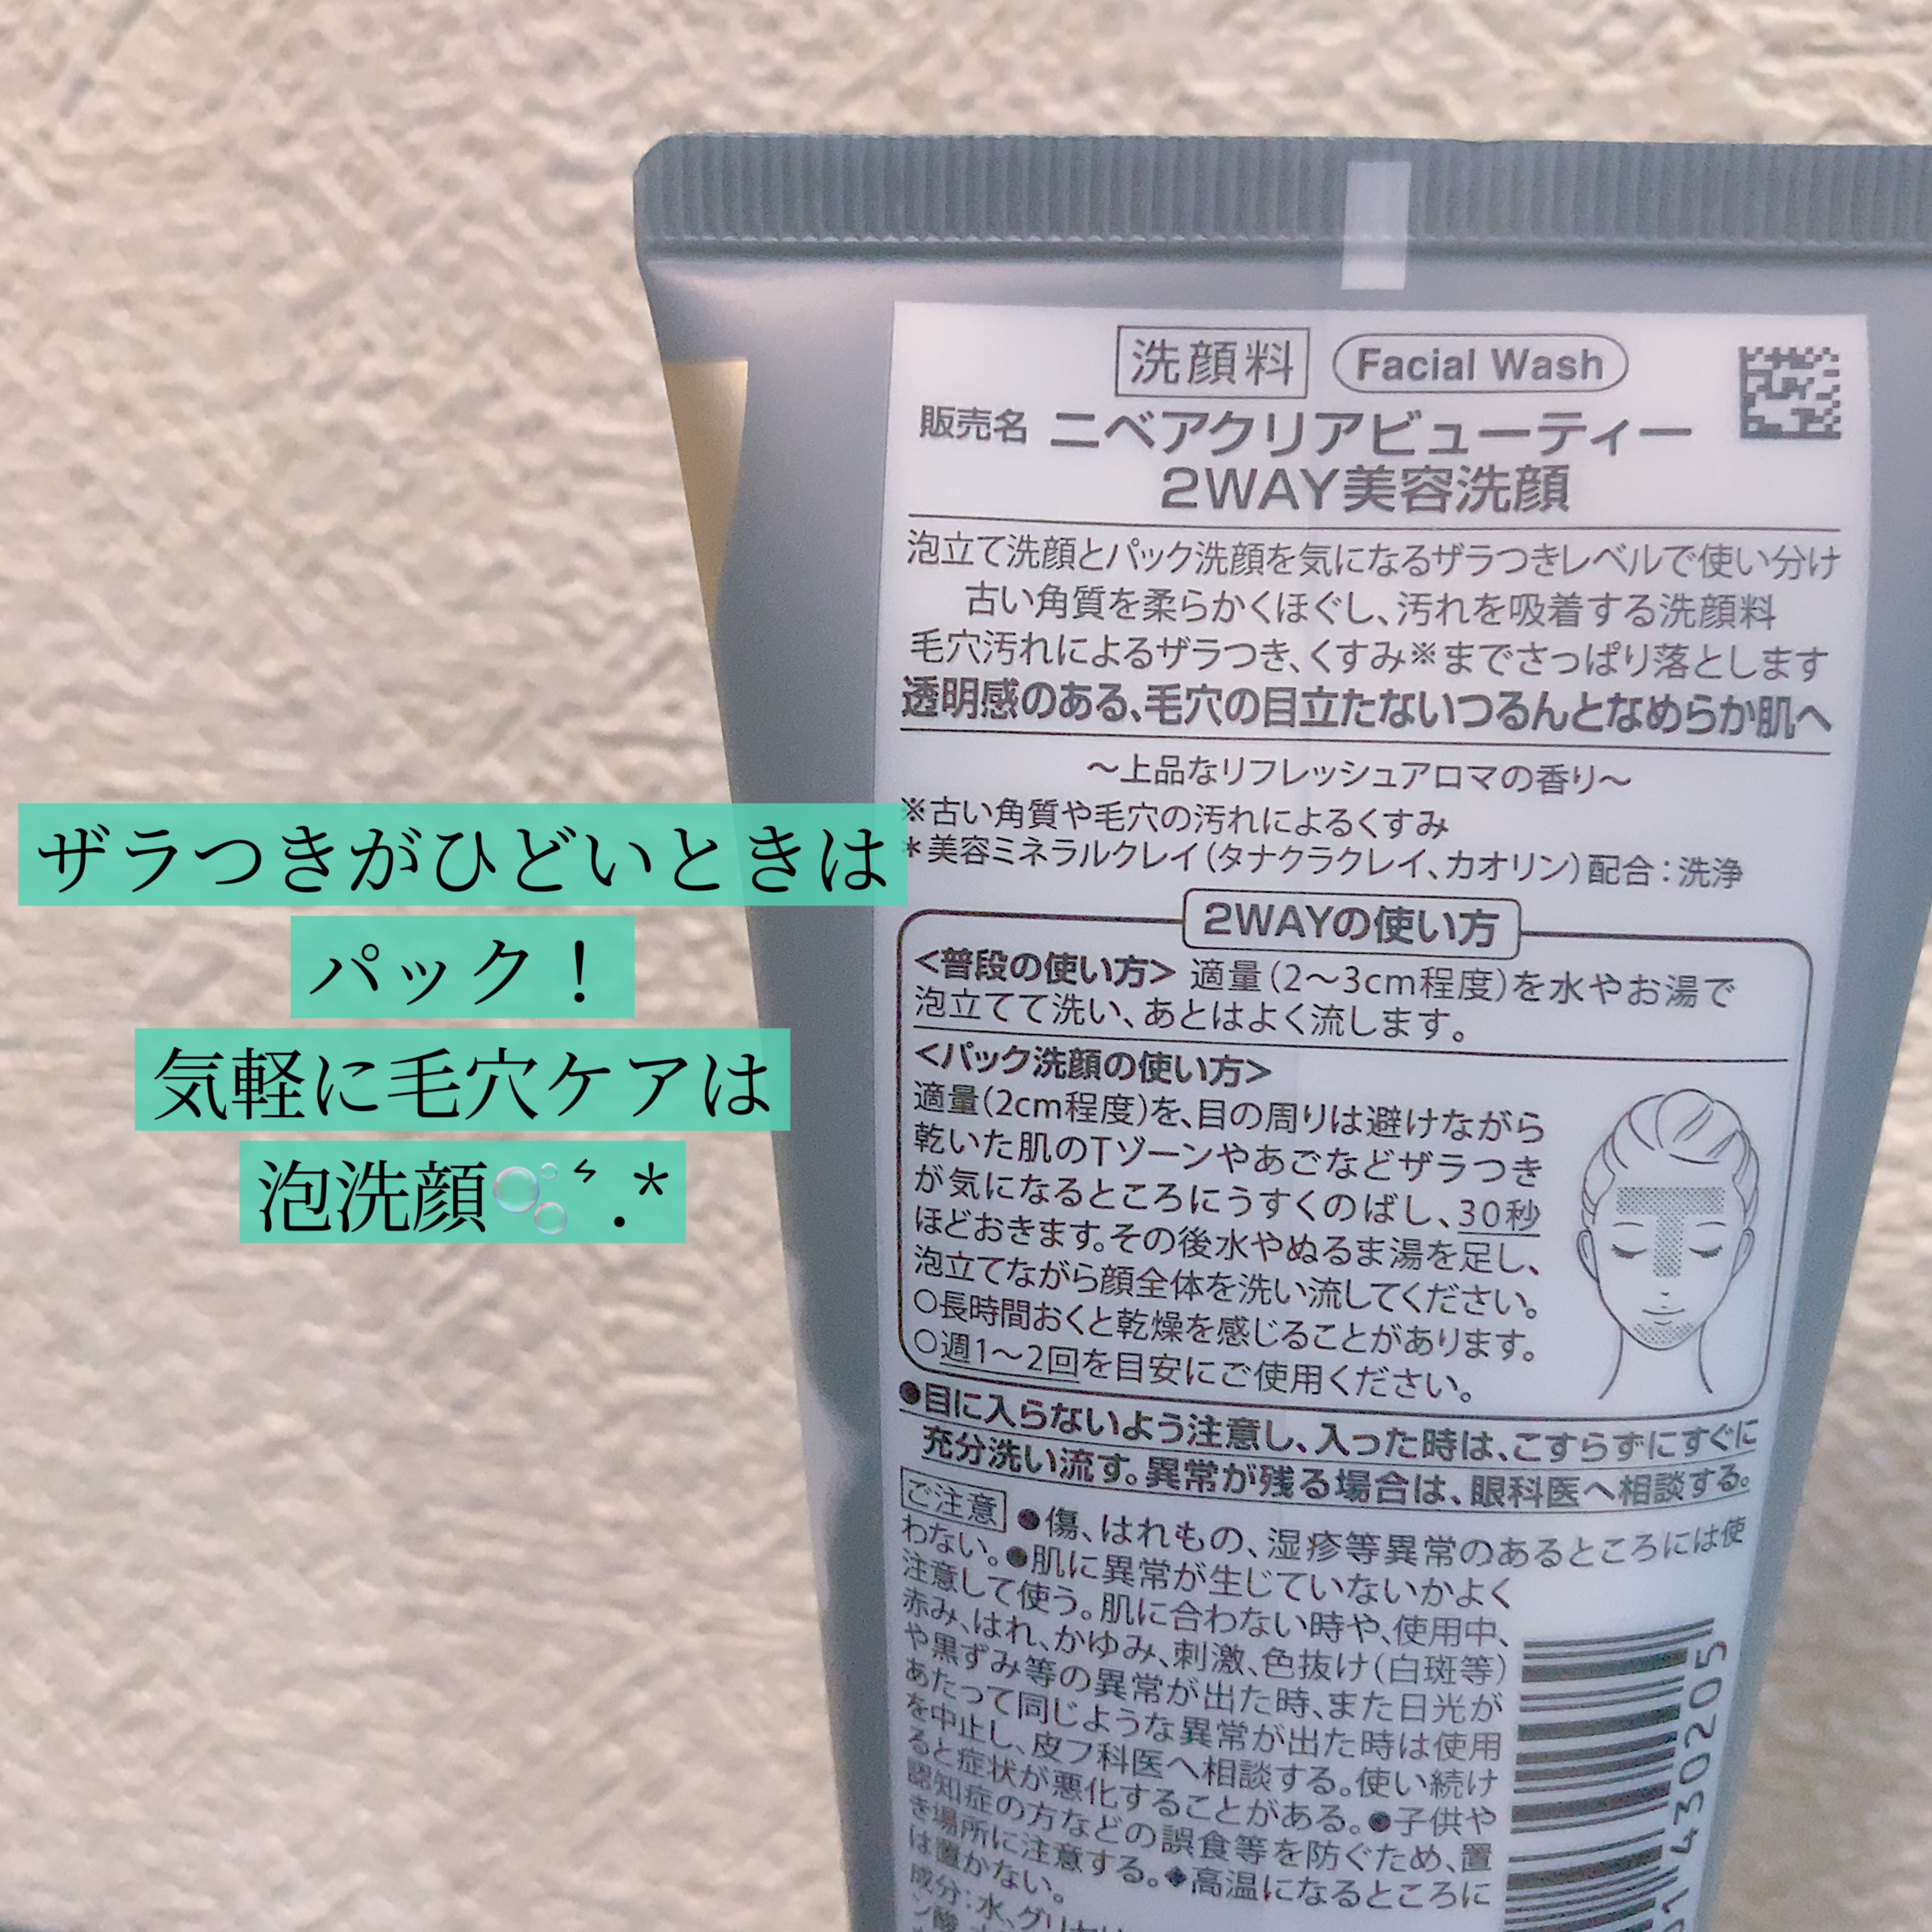 ザラつきがひどいときは
パック！
気軽に毛穴ケアは
泡洗顔🫧 ᐝ .*
洗顔料 Facial Wash
販売名 ニベアクリアビューティー
2WAY美容洗顔
泡立て洗顔とパック洗顔を気になるザラつきレベルで使い分け
古い角質を柔らかくほぐし、汚れを吸着する洗顔料
毛穴汚れによるザラつき、くすみ※までさっぱり落とします
透明感のある、毛穴の目立たないつるんとなめらか肌へ
～上品なリフレッシュアロマの香り～
※古い角質や毛穴の汚れによるくすみ
＊美容ミネラルクレイ（タナクラクレイ、カオリン）配合：洗浄
2WAYの使い方
<普段の使い方> 適量（2～3cm程度）を水やお湯で
泡立てて洗い、あとはよく流します。
<パック洗顔の使い方>
適量（2cm程度）を、目の周りは避けながら
乾いた肌のTゾーンやあごなどザラつき
が気になるところにうすくのばし、30秒
ほどおきます。その後水やぬるま湯を足し、
泡立てながら顔全体を洗い流してください。
○長時間おくと乾燥を感じることがあります。
○週1～2回を目安にご使用ください。
●目に入らないよう注意し、入った時は、こすらずにすぐに
充分洗い流す。異常が残る場合は、眼科医へ相談する。
ご注意 ●傷、はれもの、湿疹等異常のあるところには使
わない。●肌に異常が生じていないかよく
注意して使う。肌に合わない時や、使用中、
赤み、はれ、かゆみ、刺激、色抜け（白斑等）
や黒ずみ等の異常が出た時、また日光が
あたって同じような異常が出た時は使用
を中止し、皮フ科医へ相談する。使い続け
ると症状が悪化することがある。●子供や
認知症の方などの誤食等を防ぐため、置
き場所に注意する。◆高温になるところに
は置かない。
成分：水、グリセリ
430205